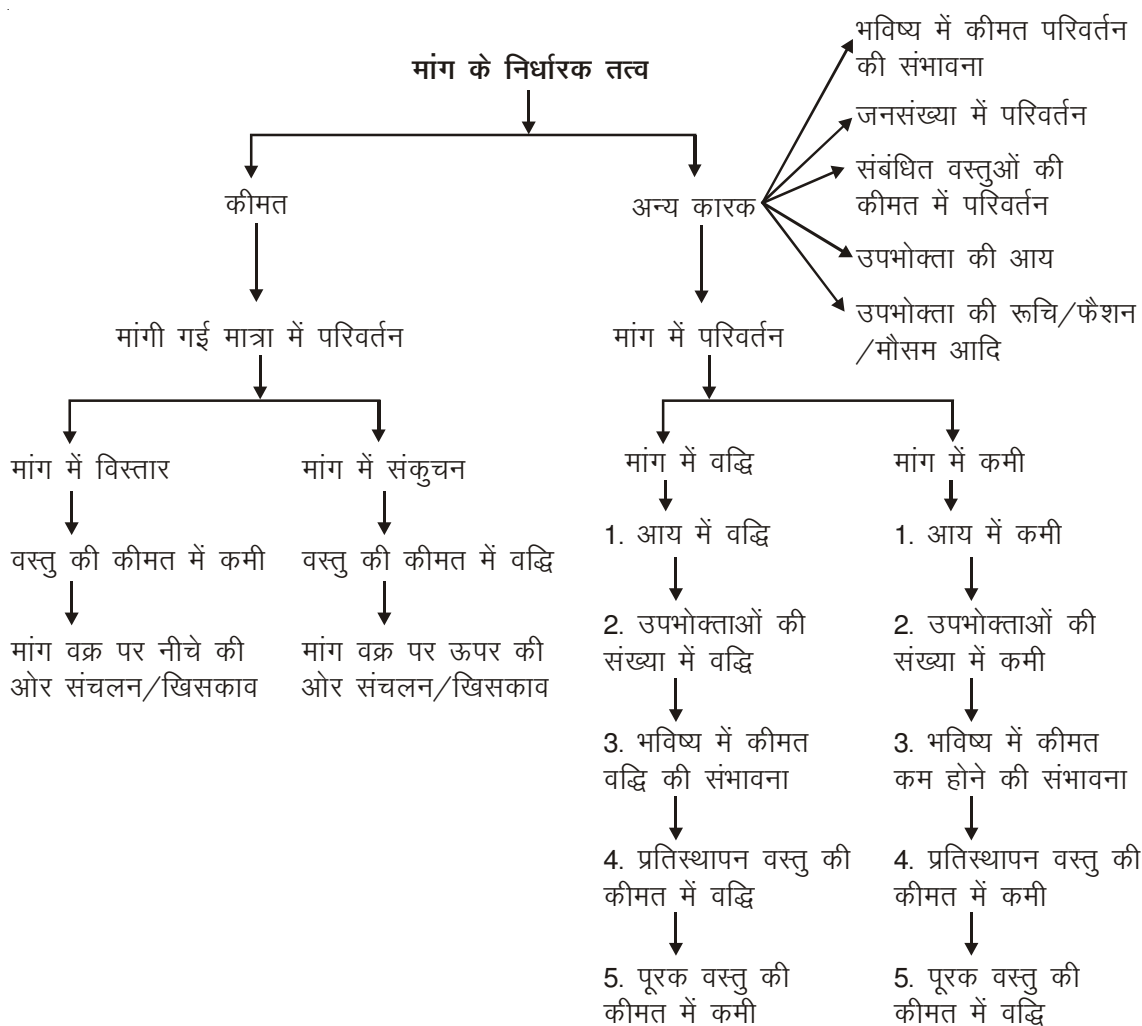 मांग के निर्धारक तत्व
भविष्य में कीमत परिवर्तन
की संभावना
जनसंख्या में परिवर्तन
संबंधित वस्तुओं की
कीमत में परिवर्तन
उपभोक्ता की आय
उपभोक्ता की रूचि/फैशन
/मौसम आदि
कीमत
अन्य कारक
मांगी गई मात्रा में परिवर्तन
मांग में परिवर्तन
मांग में विस्तार
वस्तु की कीमत में कमी
मांग वक्र पर नीचे की
ओर संचलन/खिसकाव
मांग में संकुचन
वस्तु की कीमत में वद्धि
मांग वक्र पर ऊपर की
ओर संचलन/खिसकाव
मांग में वद्धि
1. आय में वद्धि
2. उपभोक्ताओं की
संख्या में वद्धि
3. भविष्य में कीमत
वद्धि की संभावना
4. प्रतिस्थापन वस्तु की
कीमत में वद्धि
5. पूरक वस्तु की
कीमत में कमी
मांग में कमी
1. आय में कमी
2. उपभोक्ताओं की
संख्या में कमी
3. भविष्य में कीमत
कम होने की संभावना
4. प्रतिस्थापन वस्तु की
कीमत में कमी
5. पूरक वस्तु की
कीमत में वद्धि